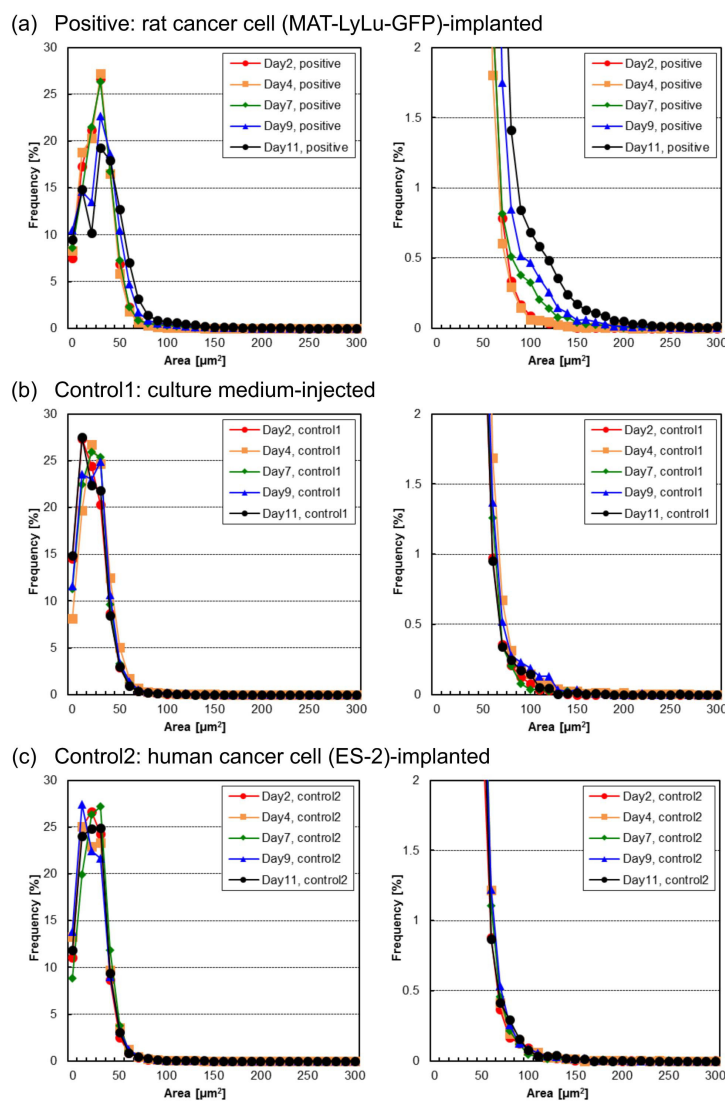 (a) Positive: rat cancer cell (MAT-LyLu-GFP)-implanted
30
25
20
15
10
5
0
Frequency [%]
Day2, positive
Day4, positive
Day7, positive
Day9, positive
Day11, positive
0 50 100 150 200 250 300
Area [µm²]
2
1.5
1
0.5
0
Frequency [%]
Day2, positive
Day4, positive
Day7, positive
Day9, positive
Day11, positive
0 50 100 150 200 250 300
Area [µm²]
(b) Control1: culture medium-injected
30
25
20
15
10
5
0
Frequency [%]
Day2, control1
Day4, control1
Day7, control1
Day9, control1
Day11, control1
0 50 100 150 200 250 300
Area [µm²]
2
1.5
1
0.5
0
Frequency [%]
Day2, control1
Day4, control1
Day7, control1
Day9, control1
Day11, control1
0 50 100 150 200 250 300
Area [µm²]
(c) Control2: human cancer cell (ES-2)-implanted
30
25
20
15
10
5
0
Frequency [%]
Day2, control2
Day4, control2
Day7, control2
Day9, control2
Day11, control2
0 50 100 150 200 250 300
Area [µm²]
2
1.5
1
0.5
0
Frequency [%]
Day2, control2
Day4, control2
Day7, control2
Day9, control2
Day11, control2
0 50 100 150 200 250 300
Area [µm²]